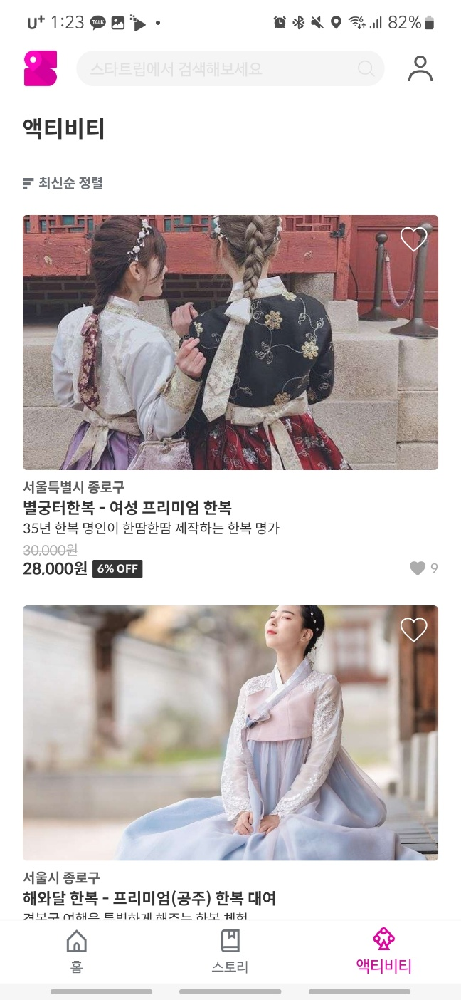 U+ 1:23 TALK 82%
스타트립에서 검색해보세요
액티비티
최신순 정렬
서울특별시 종로구
별궁터한복 - 여성 프리미엄 한복
35년 한복 명인이 한땀한땀 제작하는 한복 명가
30,000원
28,000원 6% OFF 9
서울시 종로구
해와달 한복 - 프리미엄(공주) 한복 대여
경복궁 여행을 특별하게 해주는 한복 체험
홈 스토리 액티비티